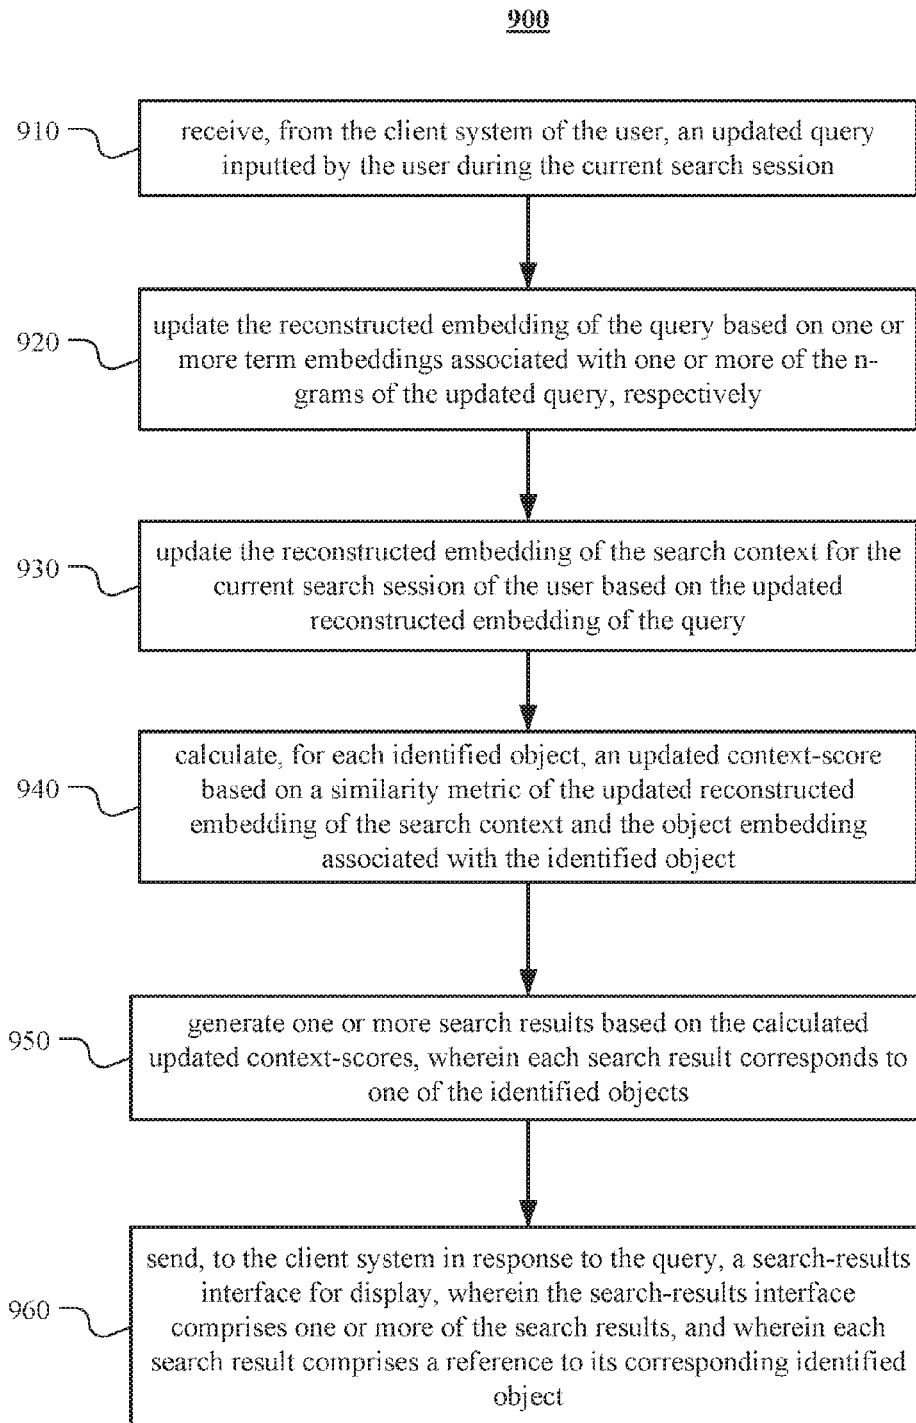 900
910
receive, from the client system of the user, an updated query
inputted by the user during the current search session
920
update the reconstructed embedding of the query based on one
or more term embeddings associated with one or more of the n-
grams of the updated query, respectively
930
update the reconstructed embedding of the search context for the
current search session of the user based on the updated
reconstructed embedding of the query
940
calculate, for each identified object, an updated context-score
based on a similarity metric of the updated reconstructed
embedding of the search context and the object embedding
associated with the identified object
950
generate one or more search results based on the calculated
updated context-scores, wherein each search result corresponds to
one of the identified objects
960
send, to the client system in response to the query, a search-results
interface for display, wherein the search-results interface
comprises one or more of the search results, and wherein each
search result comprises a reference to its corresponding identified
object